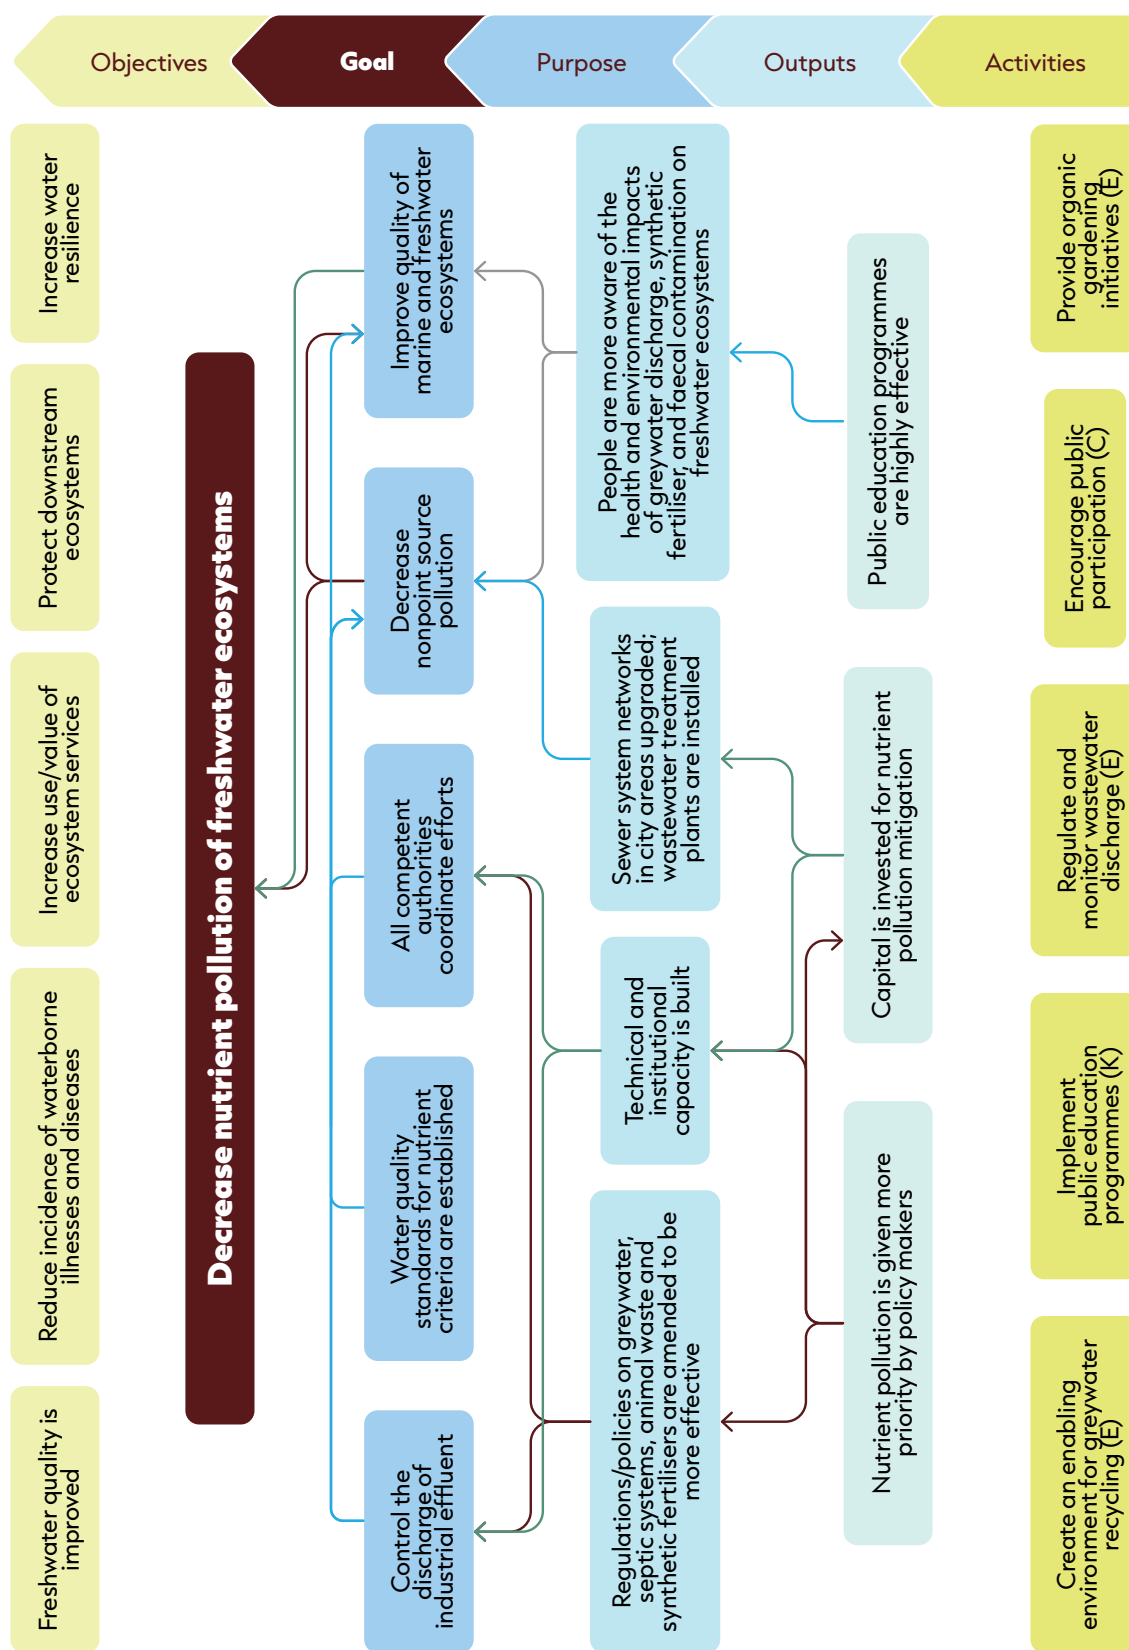 Objectives
Goal
Purpose
Outputs
Activities
Freshwater quality is
improved
Reduce incidence of waterborne
illnesses and diseases
Increase use/value of
ecosystem services
Protect downstream
ecosystems
Increase water
resilience
Decrease nutrient pollution of freshwater ecosystems
Control the
discharge of
industrial effluent
Water quality
standards for nutrient
criteria are established
All competent
authorities
coordinate efforts
Decrease
nonpoint source
pollution
Improve quality of
marine and freshwater
ecosystems
Regulations/policies on greywater,
septic systems, animal waste and
synthetic fertilisers are amended to be
more effective
Technical and
institutional
capacity is built
Sewer system networks
in city areas upgraded;
wastewater treatment
plants are installed
People are more aware of the
health and environmental impacts
of greywater discharge, synthetic
fertiliser, and faecal contamination on
freshwater ecosystems
Nutrient pollution is given more
priority by policy makers
Capital is invested for nutrient
pollution mitigation
Public education programmes
are highly effective
Create an enabling
environment for greywater
recycling (E)
Implement
public education
programmes (K)
Regulate and
monitor wastewater
discharge (E)
Encourage public
participation (C)
Provide organic
gardening
initiatives (E)